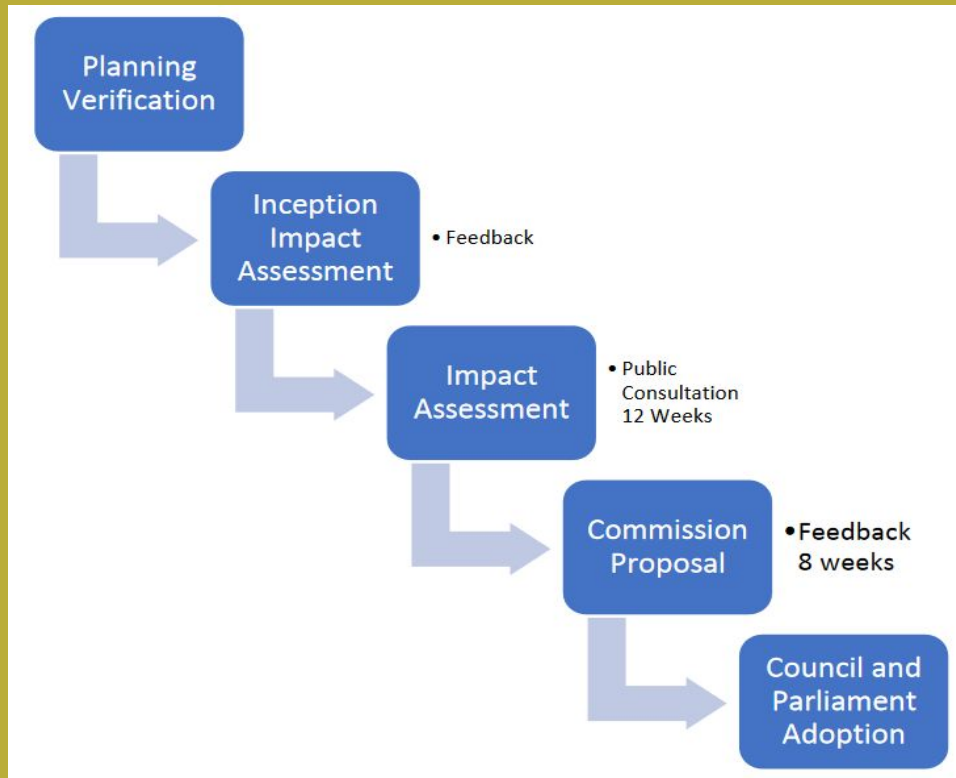 Planning
Verification
Inception
Impact
Assessment
• Feedback
Impact
Assessment
• Public
Consultation
12 Weeks
Commission
Proposal
•Feedback
8 weeks
Council and
Parliament
Adoption